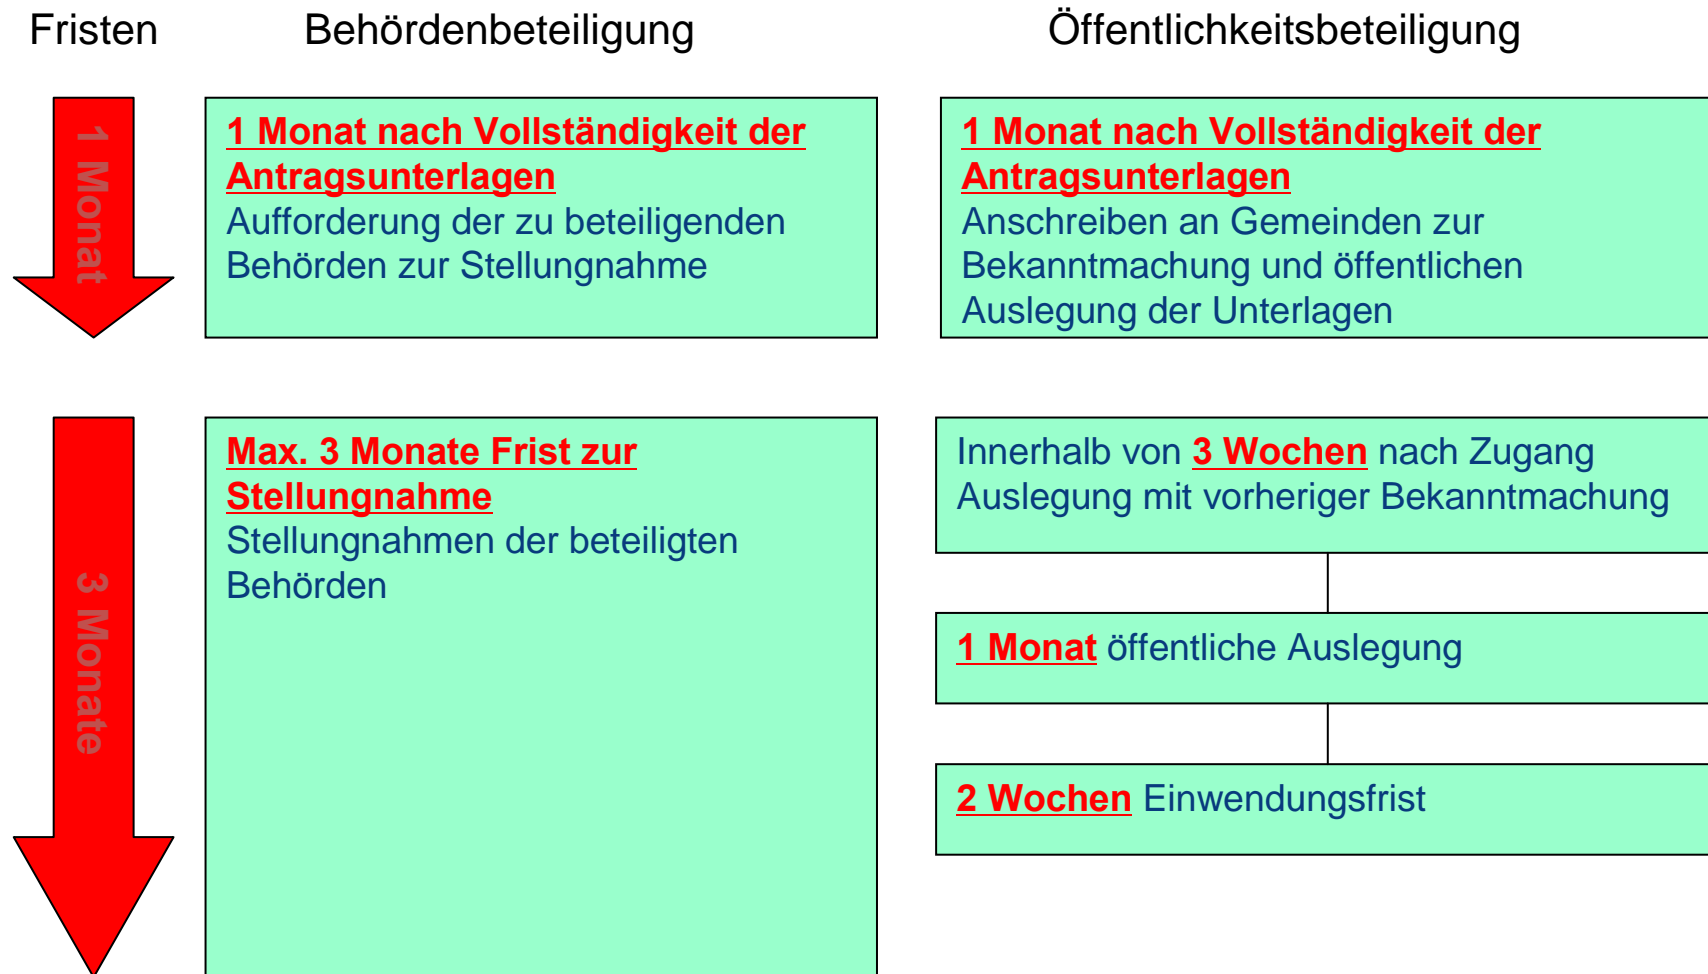 Fristen
Behördenbeteiligung
Öffentlichkeitsbeteiligung
1 Monat
1 Monat nach Vollständigkeit der
Antragsunterlagen
Aufforderung der zu beteiligenden
Behörden zur Stellungnahme
1 Monat nach Vollständigkeit der
Antragsunterlagen
Anschreiben an Gemeinden zur
Bekanntmachung und öffentlichen
Auslegung der Unterlagen
3 Monate
Max. 3 Monate Frist zur
Stellungnahme
Stellungnahmen der beteiligten
Behörden
Innerhalb von 3 Wochen nach Zugang
Auslegung mit vorheriger Bekanntmachung
1 Monat öffentliche Auslegung
2 Wochen Einwendungsfrist